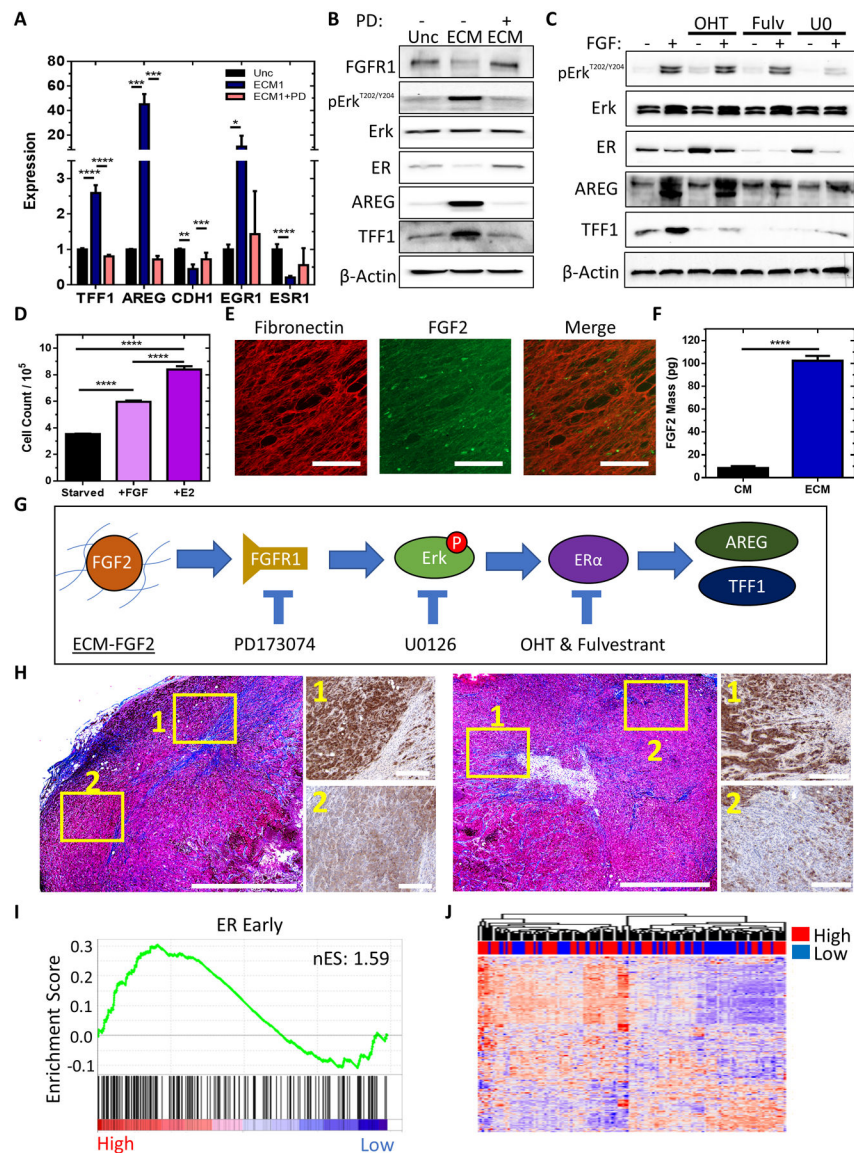 A
Expression
80
60
40
20
3
2
1
0
Unc
ECM1
ECM1+PD
**** **** *** *** ** *** * ****
TFF1 AREG CDH1 EGR1 ESR1
B
PD: - - +
Unc ECM ECM
FGFR1
pErk T202/Y204
Erk
ER
AREG
TFF1
β-Actin
C
OHT Fulv U0
FGF: - + - + - + - +
pErk T202/Y204
Erk
ER
AREG
TFF1
β-Actin
D
Cell Count / 10^5
10
8
6
4
2
0
****
**** ****
Starved +FGF +E2
E
Fibronectin FGF2 Merge
F
FGF2 Mass (pg)
140
120
100
80
60
40
20
0
****
CM ECM
G
FGF2 FGFR1 Erk P ERα AREG
TFF1
ECM-FGF2 PD173074 U0126 OHT & Fulvestrant
H
1
2
1
2
1
2
1
2
I
ER Early
nES: 1.59
Enrichment Score
0.3
0.2
0.1
0.0
-0.1
High Low
J
High
Low